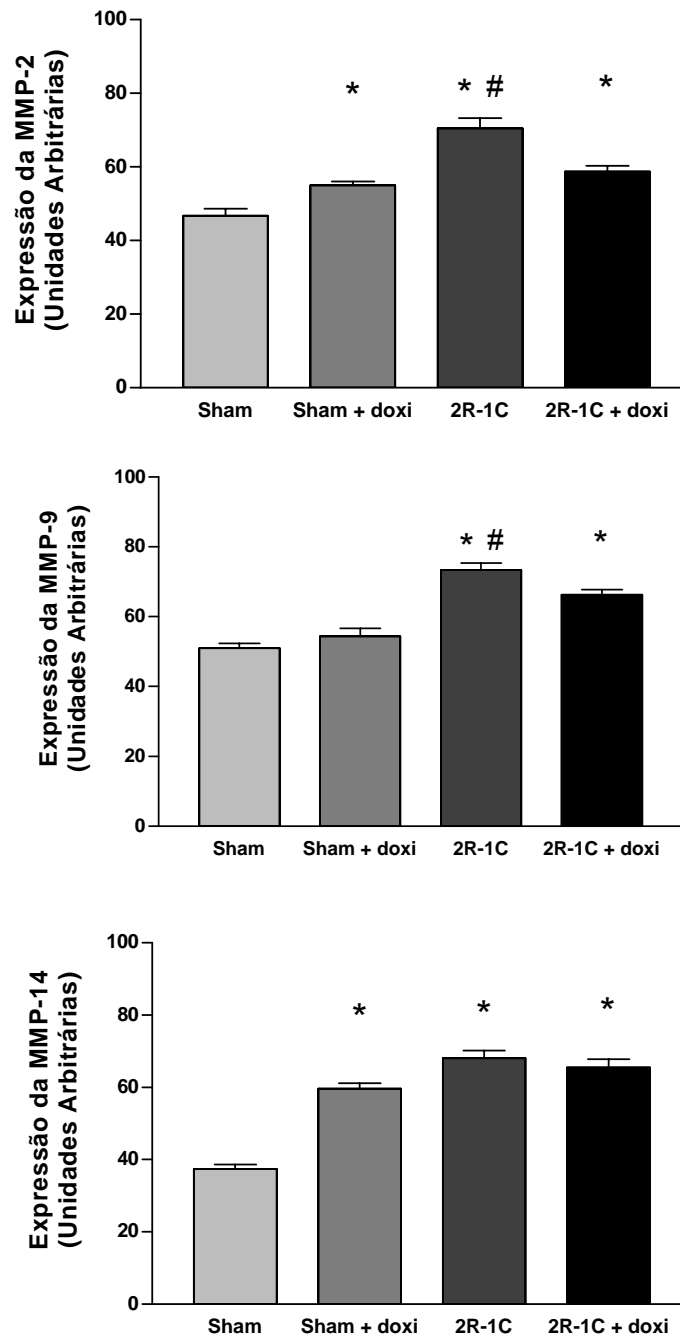 Expressão da MMP-2
(Unidades Arbitrárias)
100
80
60
40
20
0
*
* #
*
Sham
Sham + doxi
2R-1C
2R-1C + doxi
Expressão da MMP-9
(Unidades Arbitrárias)
100
80
60
40
20
0
* #
*
Sham
Sham + doxi
2R-1C
2R-1C + doxi
Expressão da MMP-14
(Unidades Arbitrárias)
100
80
60
40
20
0
*
*
*
Sham
Sham + doxi
2R-1C
2R-1C + doxi